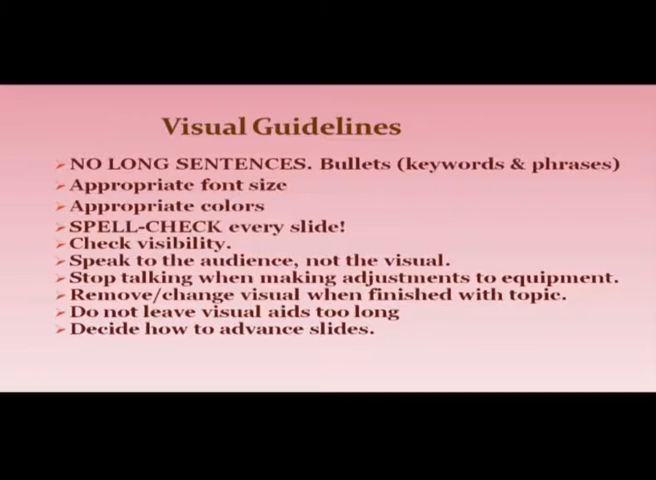 Visual Guidelines
NO LONG SENTENCES. Bullets (keywords & phrases)
Appropriate font size
Appropriate colors
SPELL-CHECK every slide!
Check visibility.
Speak to the audience, not the visual.
Stop talking when making adjustments to equipment.
Remove/change visual when finished with topic.
Do not leave visual aids too long
Decide how to advance slides.